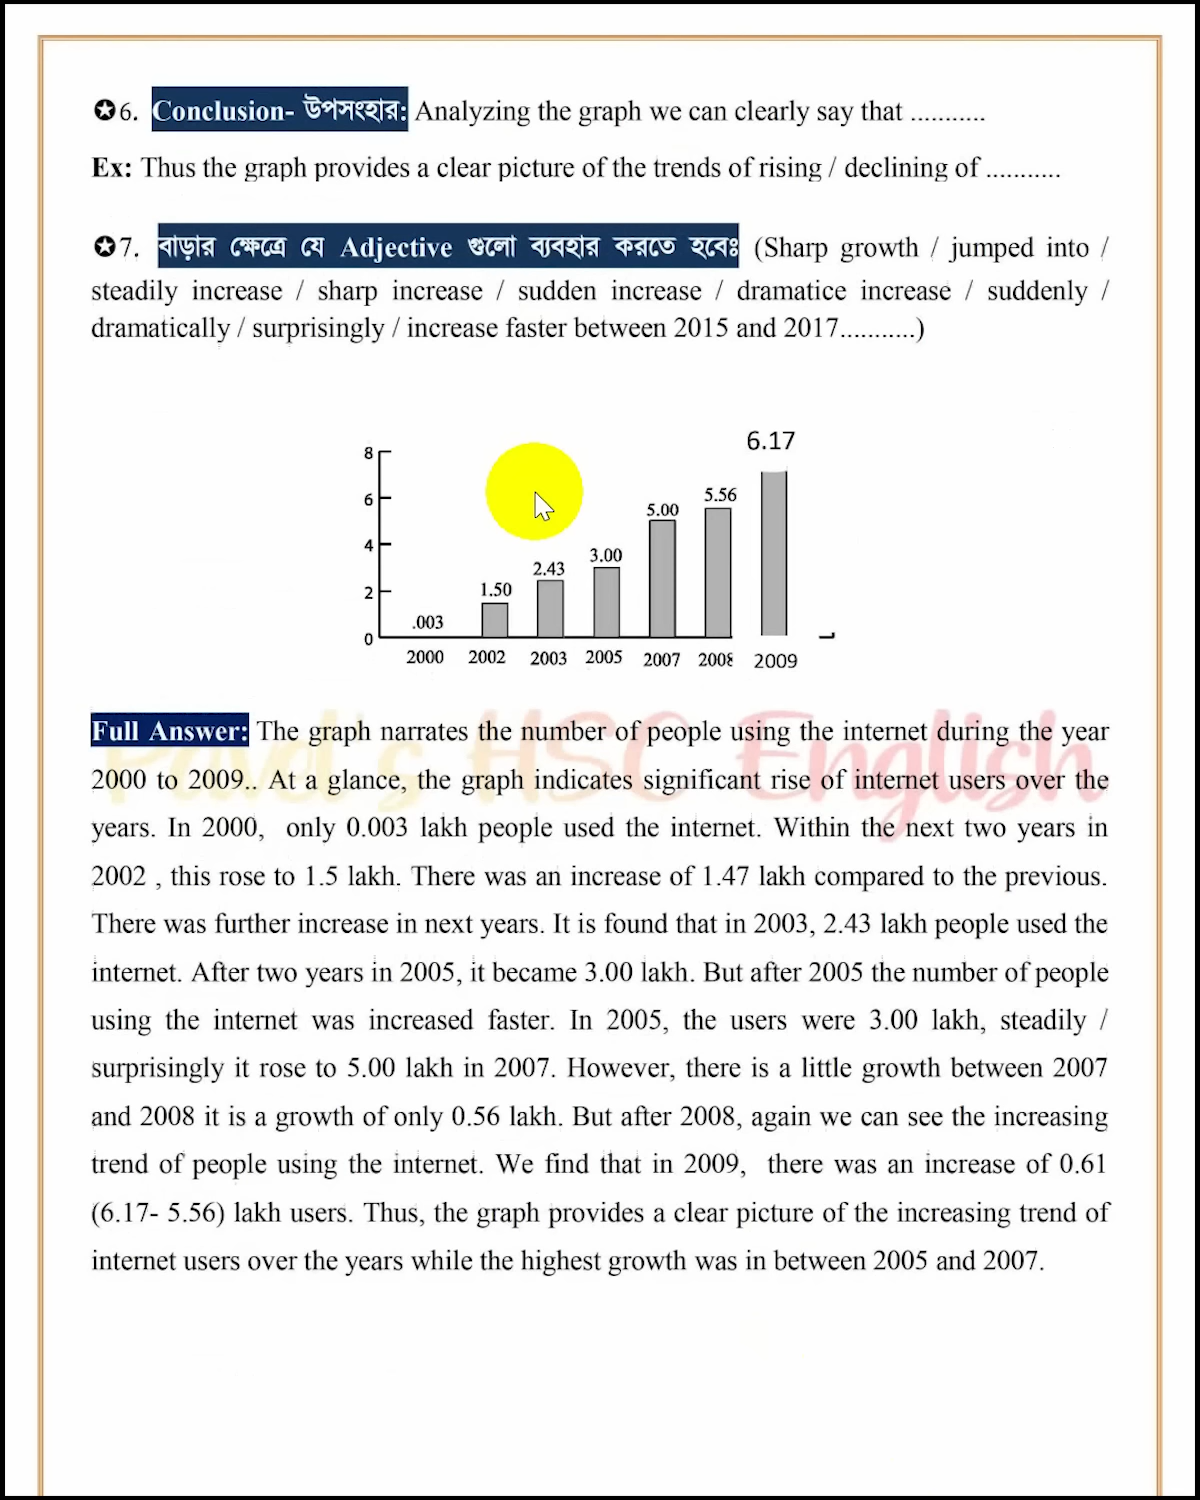 ✪6. Conclusion- উপসংহার: Analyzing the graph we can clearly say that ...........
Ex: Thus the graph provides a clear picture of the trends of rising / declining of ...........
✪7. বাড়ার ক্ষেত্রে যে Adjective গুলো ব্যবহার করতে হবেঃ (Sharp growth / jumped into /
steadily increase / sharp increase / sudden increase / dramatice increase / suddenly /
dramatically / surprisingly / increase faster between 2015 and 2017...........)
6.17
8
5.56
6
5.00
4
3.00
2.43
2
1.50
.003
0
2000 2002 2003 2005 2007 2008 2009
Pavel's HSC English
Full Answer: The graph narrates the number of people using the internet during the year
2000 to 2009.. At a glance, the graph indicates significant rise of internet users over the
years. In 2000, only 0.003 lakh people used the internet. Within the next two years in
2002 , this rose to 1.5 lakh. There was an increase of 1.47 lakh compared to the previous.
There was further increase in next years. It is found that in 2003, 2.43 lakh people used the
internet. After two years in 2005, it became 3.00 lakh. But after 2005 the number of people
using the internet was increased faster. In 2005, the users were 3.00 lakh, steadily /
surprisingly it rose to 5.00 lakh in 2007. However, there is a little growth between 2007
and 2008 it is a growth of only 0.56 lakh. But after 2008, again we can see the increasing
trend of people using the internet. We find that in 2009, there was an increase of 0.61
(6.17- 5.56) lakh users. Thus, the graph provides a clear picture of the increasing trend of
internet users over the years while the highest growth was in between 2005 and 2007.